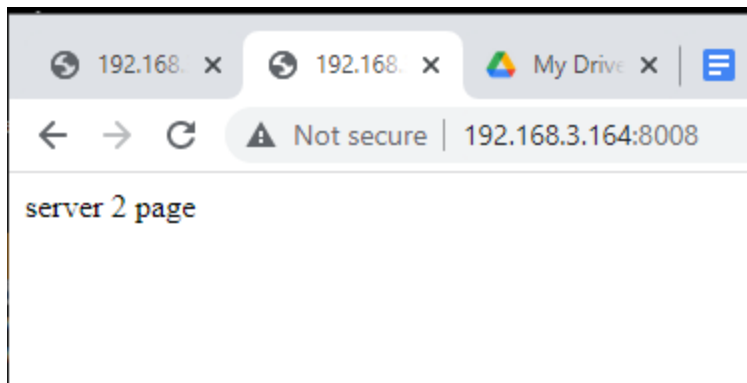 192.168. 192.168. My Drive
Not secure 192.168.3.164:8008
server 2 page